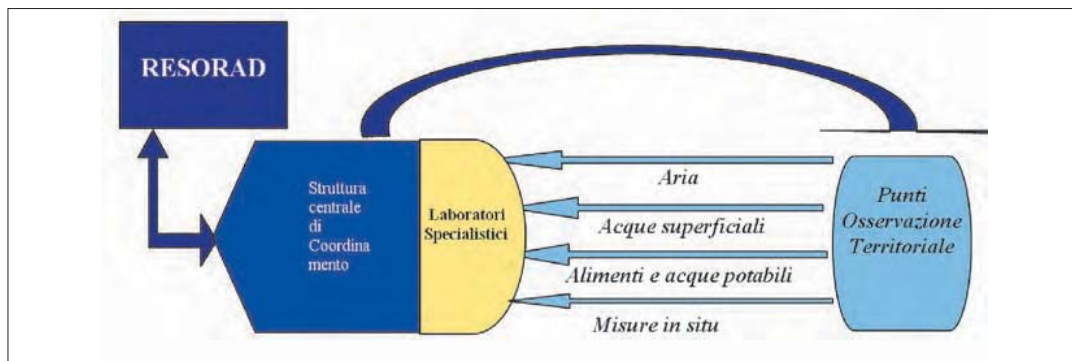 RESORAD
Struttura
centrale
di
Coordina
mento
Laboratori
Specialistici
Aria
Acque superficiali
Alimenti e acque potabili
Misure in situ
Punti
Osservazione
Territoriale